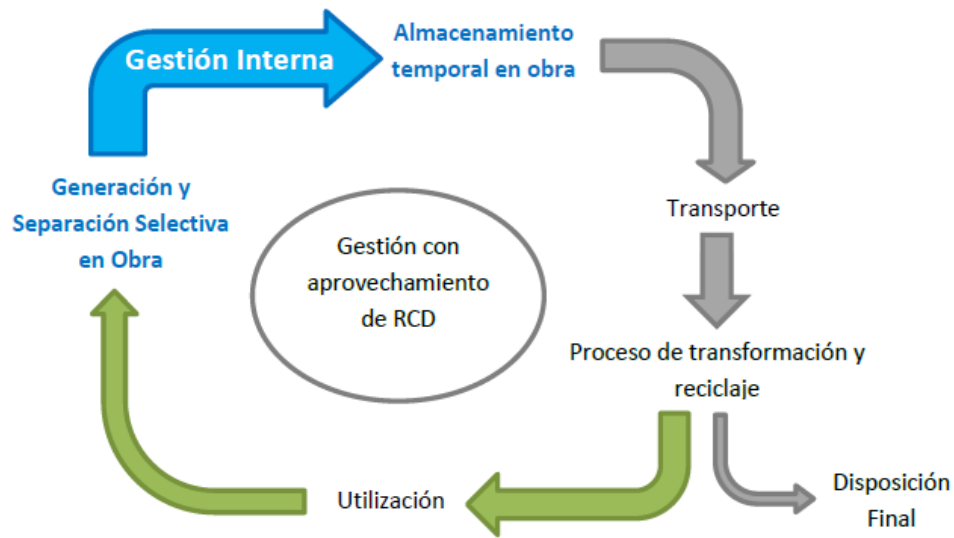 Gestión Interna
Almacenamiento
temporal en obra
Generación y
Separación Selectiva
en Obra
Transporte
Gestión con
aprovechamiento
de RCD
Proceso de transformación y
reciclaje
Utilización
Disposición
Final